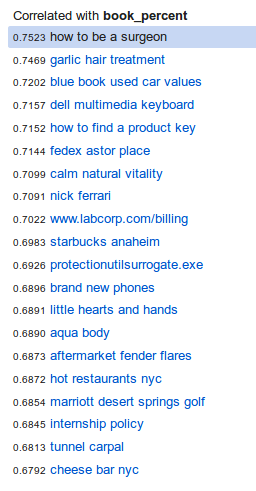 Correlated with book_percent
0.7523 how to be a surgeon
0.7469 garlic hair treatment
0.7202 blue book used car values
0.7157 dell multimedia keyboard
0.7152 how to find a product key
0.7144 fedex astor place
0.7099 calm natural vitality
0.7091 nick ferrari
0.7022 www.labcorp.com/billing
0.6983 starbucks anaheim
0.6926 protectionutilsurrogate.exe
0.6896 brand new phones
0.6891 little hearts and hands
0.6890 aqua body
0.6873 aftermarket fender flares
0.6872 hot restaurants nyc
0.6854 marriott desert springs golf
0.6845 internship policy
0.6813 tunnel carpal
0.6792 cheese bar nyc